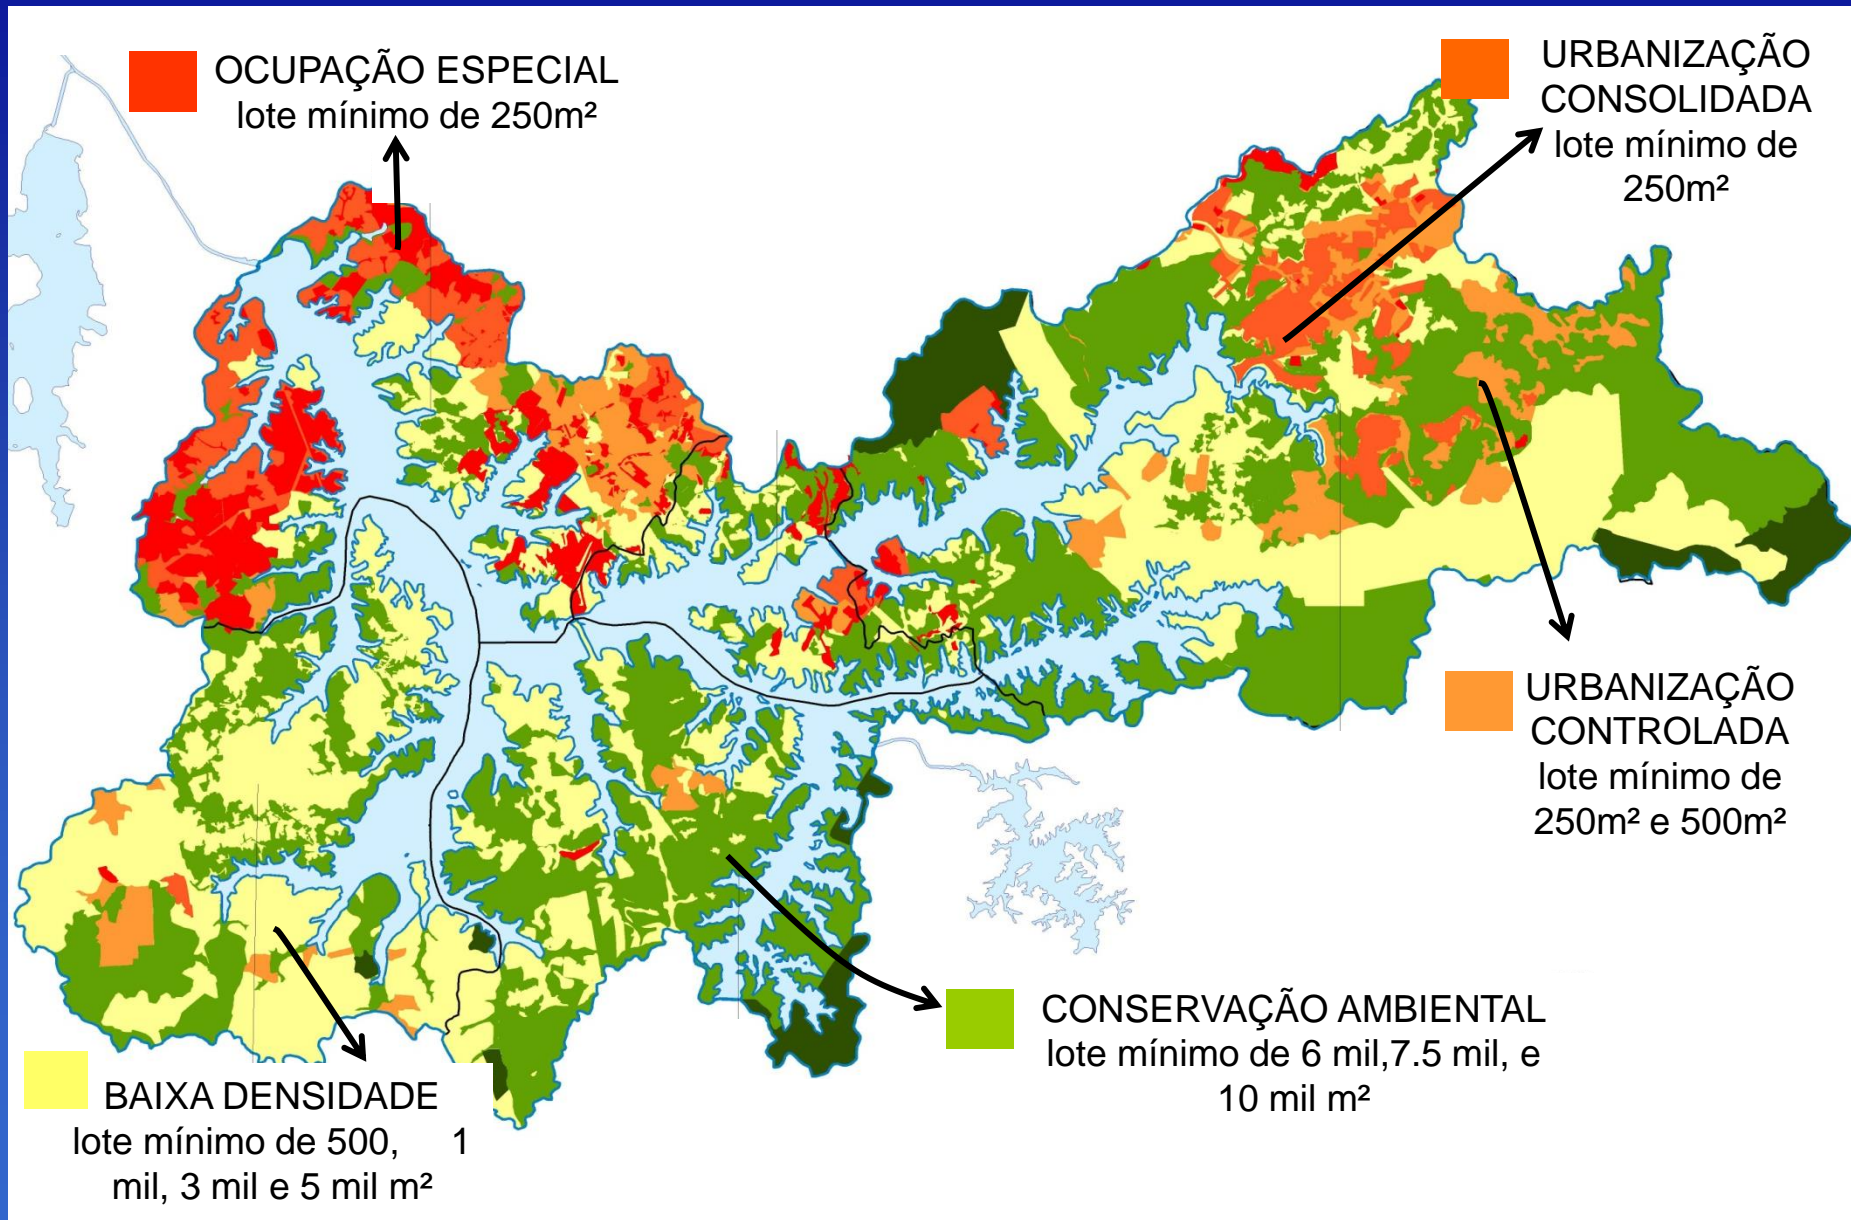 OCUPAÇÃO ESPECIAL
lote mínimo de 250m²
URBANIZAÇÃO
CONSOLIDADA
lote mínimo de
250m²
URBANIZAÇÃO
CONTROLADA
lote mínimo de
250m² e 500m²
CONSERVAÇÃO AMBIENTAL
lote mínimo de 6 mil,7.5 mil, e
10 mil m²
BAIXA DENSIDADE
lote mínimo de 500, 1
mil, 3 mil e 5 mil m²